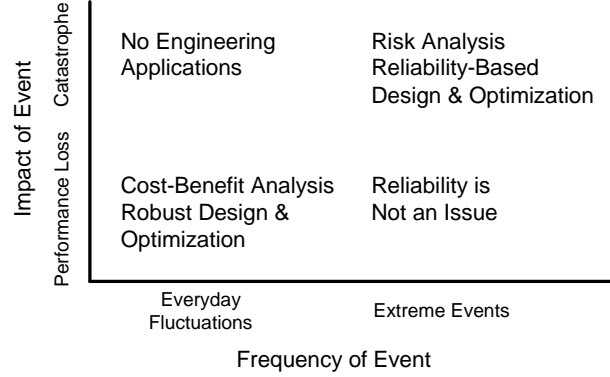 Impact of Event
Catastrophe
Performance Loss
No Engineering
Applications
Risk Analysis
Reliability-Based
Design & Optimization
Cost-Benefit Analysis
Robust Design &
Optimization
Reliability is
Not an Issue
Everyday
Fluctuations
Extreme Events
Frequency of Event